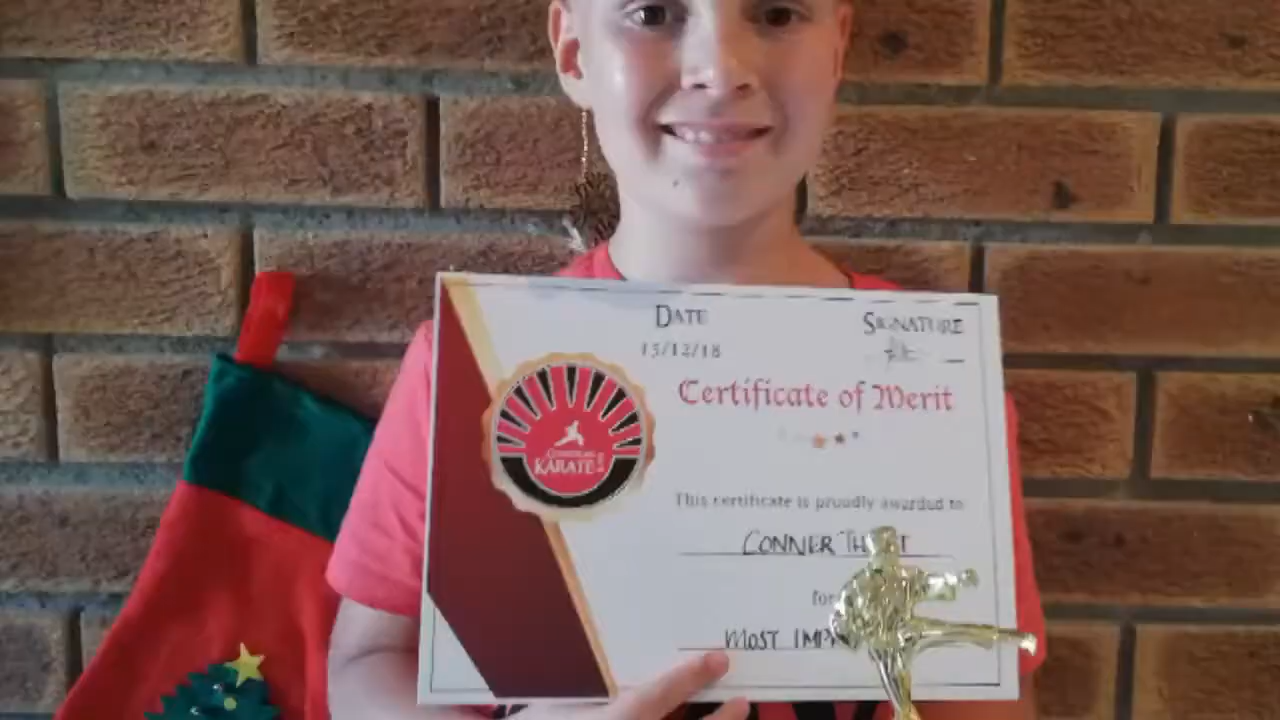 DATE
SIGNATURE
13/12/18
Certificate of Merit
KARATE
This certificate is proudly awarded to
CONNER
for
MOST